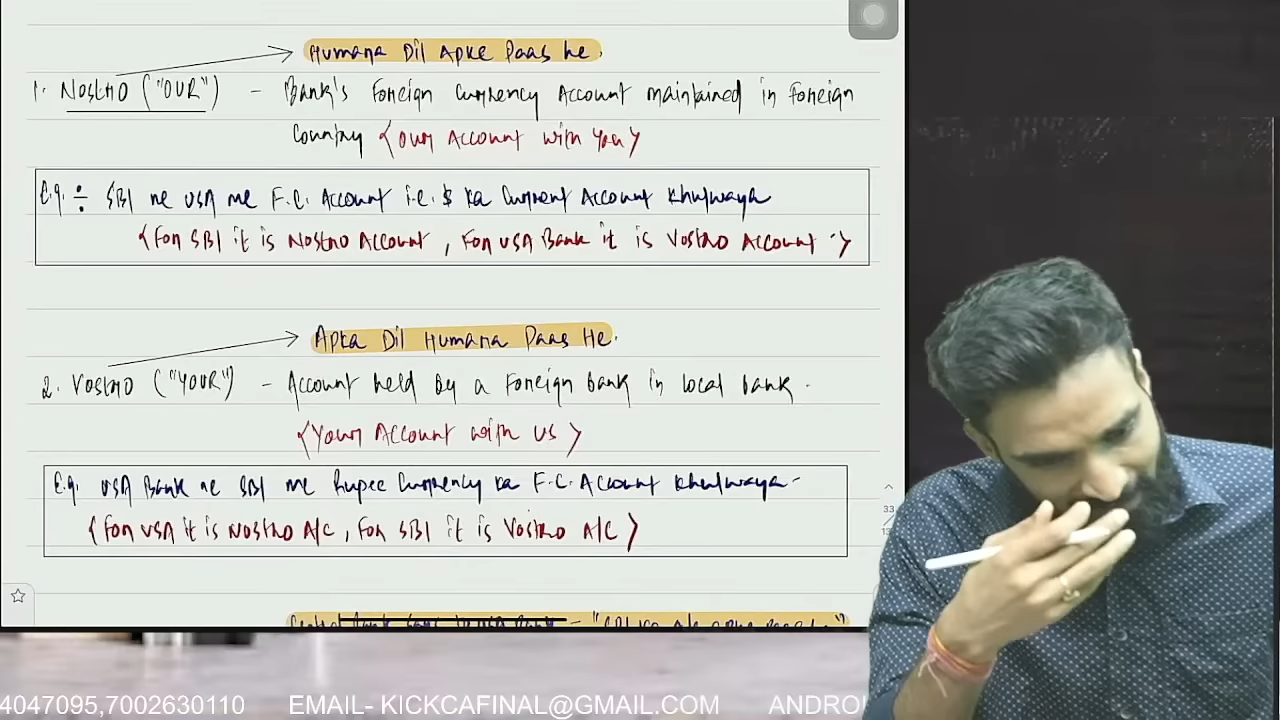 Humara Dil Apke Paas he.
1. Nostro ("OUR") - Bank's Foreign Currency Account maintained in foreign
Country {our Account with you}
E.g. ÷ SBI ne USA me F.C. Account i.e. $ ka Current Account Khulwaya
{For SBI it is Nostro Account, For USA Bank it is Vostro Account}
Apka Dil Humara Paas He.
2. Vostro ("YOUR") - Account held by a Foreign bank in local bank.
{Your Account with us}
E.g. USA Bank ne SBI me Rupee Currency ka F.C. Account Khulwaya-
{For USA it is Nostro A/C, For SBI it is Vostro A/C}
33
4047095,7002630110 EMAIL- KICKCAFINAL@GMAIL.COM ANDRO